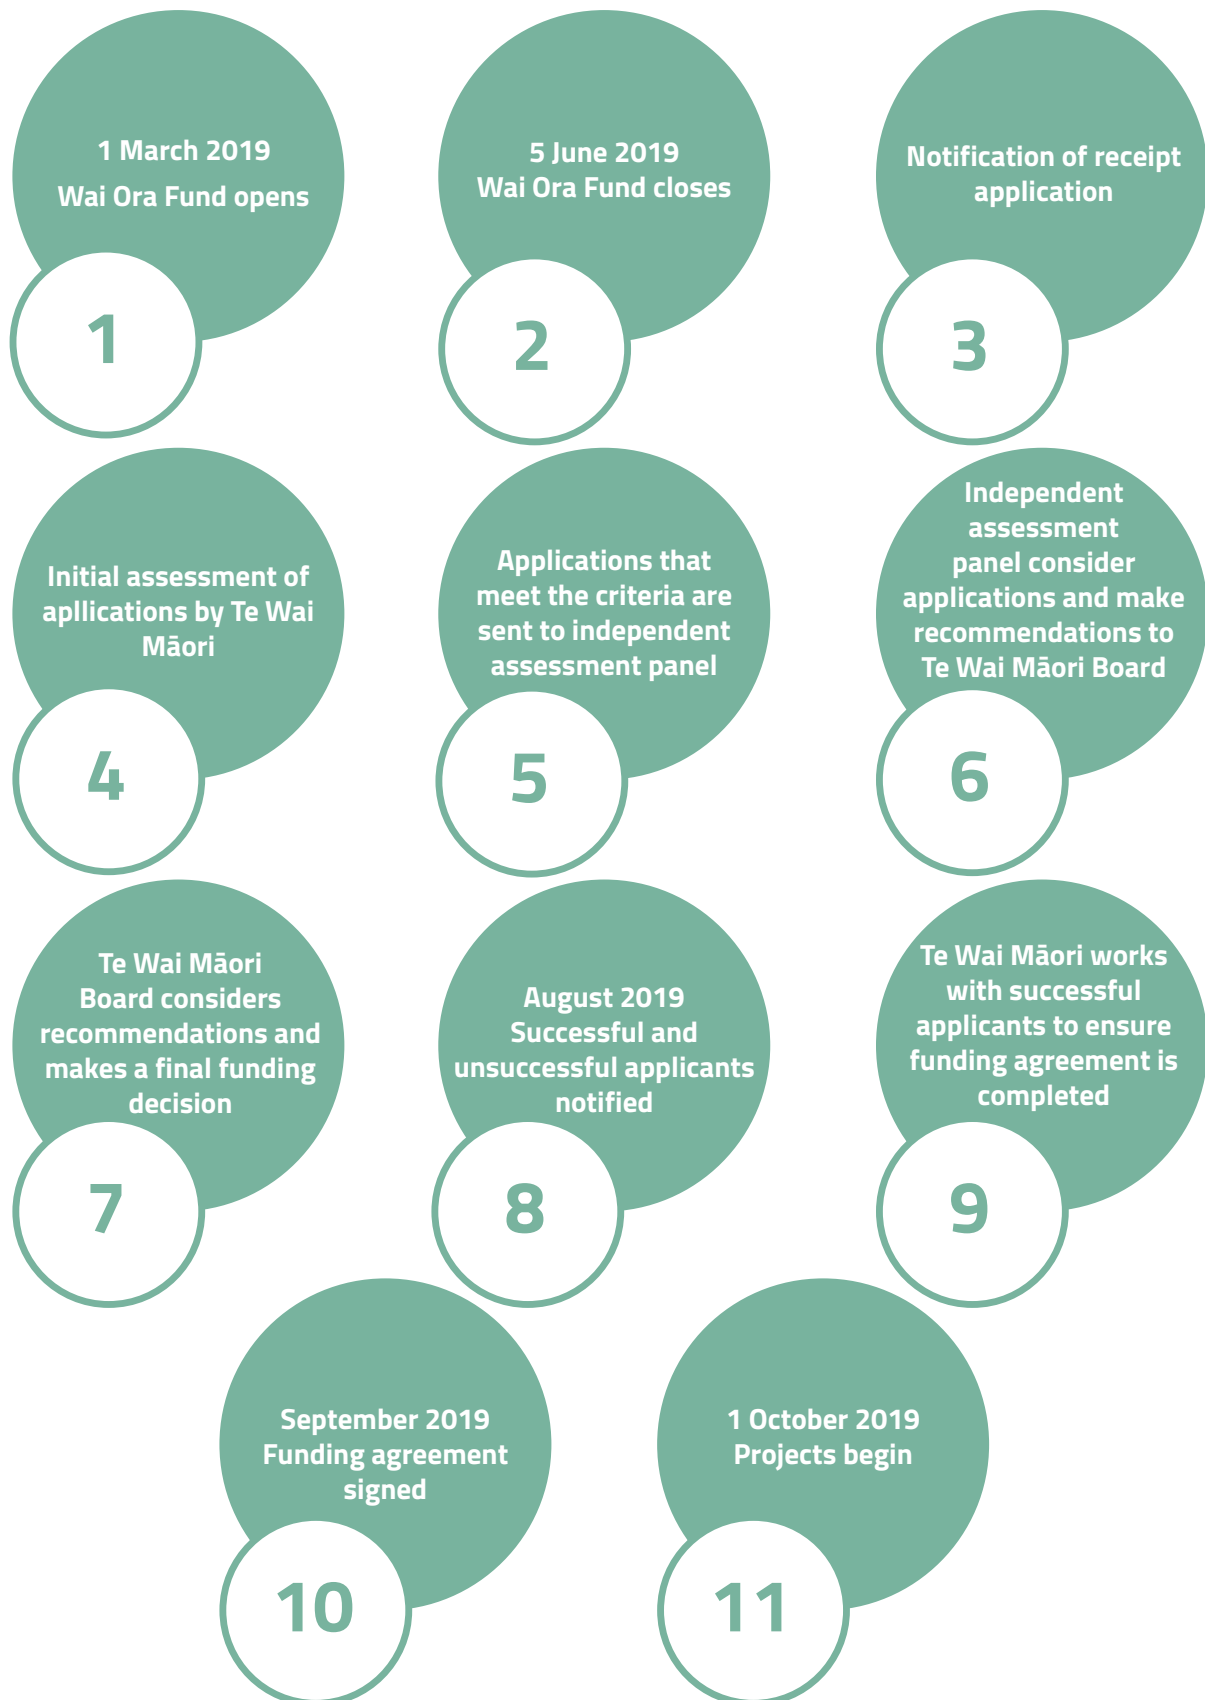 1 March 2019
Wai Ora Fund opens
1
5 June 2019
Wai Ora Fund closes
2
Notification of receipt
application
3
Initial assessment of
apllications by Te Wai
Māori
4
Applications that
meet the criteria are
sent to independent
assessment panel
5
Independent
assessment
panel consider
applications and make
recommendations to
Te Wai Māori Board
6
Te Wai Māori
Board considers
recommendations and
makes a final funding
decision
7
August 2019
Successful and
unsuccessful applicants
notified
8
Te Wai Māori works
with successful
applicants to ensure
funding agreement is
completed
9
September 2019
Funding agreement
signed
10
1 October 2019
Projects begin
11